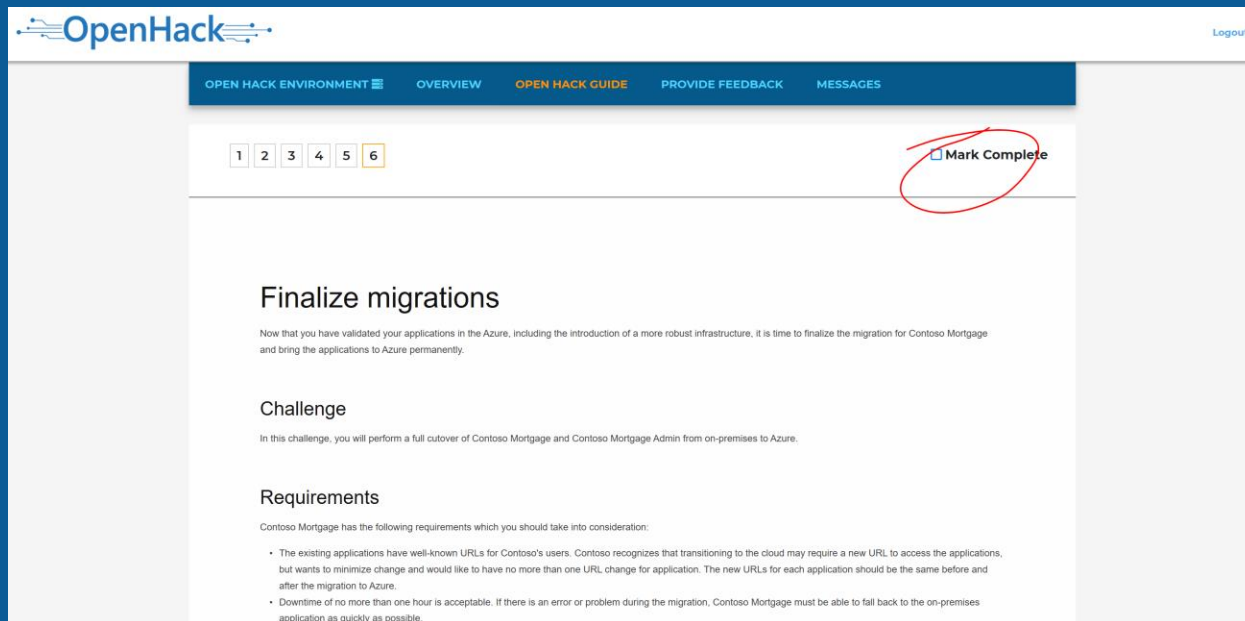 OpenHack
Logout
OPEN HACK ENVIRONMENT OVERVIEW OPEN HACK GUIDE PROVIDE FEEDBACK MESSAGES
1 2 3 4 5 6
Mark Complete
Finalize migrations
Now that you have validated your applications in the Azure, including the introduction of a more robust infrastructure, it is time to finalize the migration for Contoso Mortgage
and bring the applications to Azure permanently.
Challenge
In this challenge, you will perform a full cutover of Contoso Mortgage and Contoso Mortgage Admin from on-premises to Azure.
Requirements
Contoso Mortgage has the following requirements which you should take into consideration:
• The existing applications have well-known URLs for Contoso's users. Contoso recognizes that transitioning to the cloud may require a new URL to access the applications,
but wants to minimize change and would like to have no more than one URL change for application. The new URLs for each application should be the same before and
after the migration to Azure.
• Downtime of no more than one hour is acceptable. If there is an error or problem during the migration, Contoso Mortgage must be able to fall back to the on-premises
application as quickly as possible.